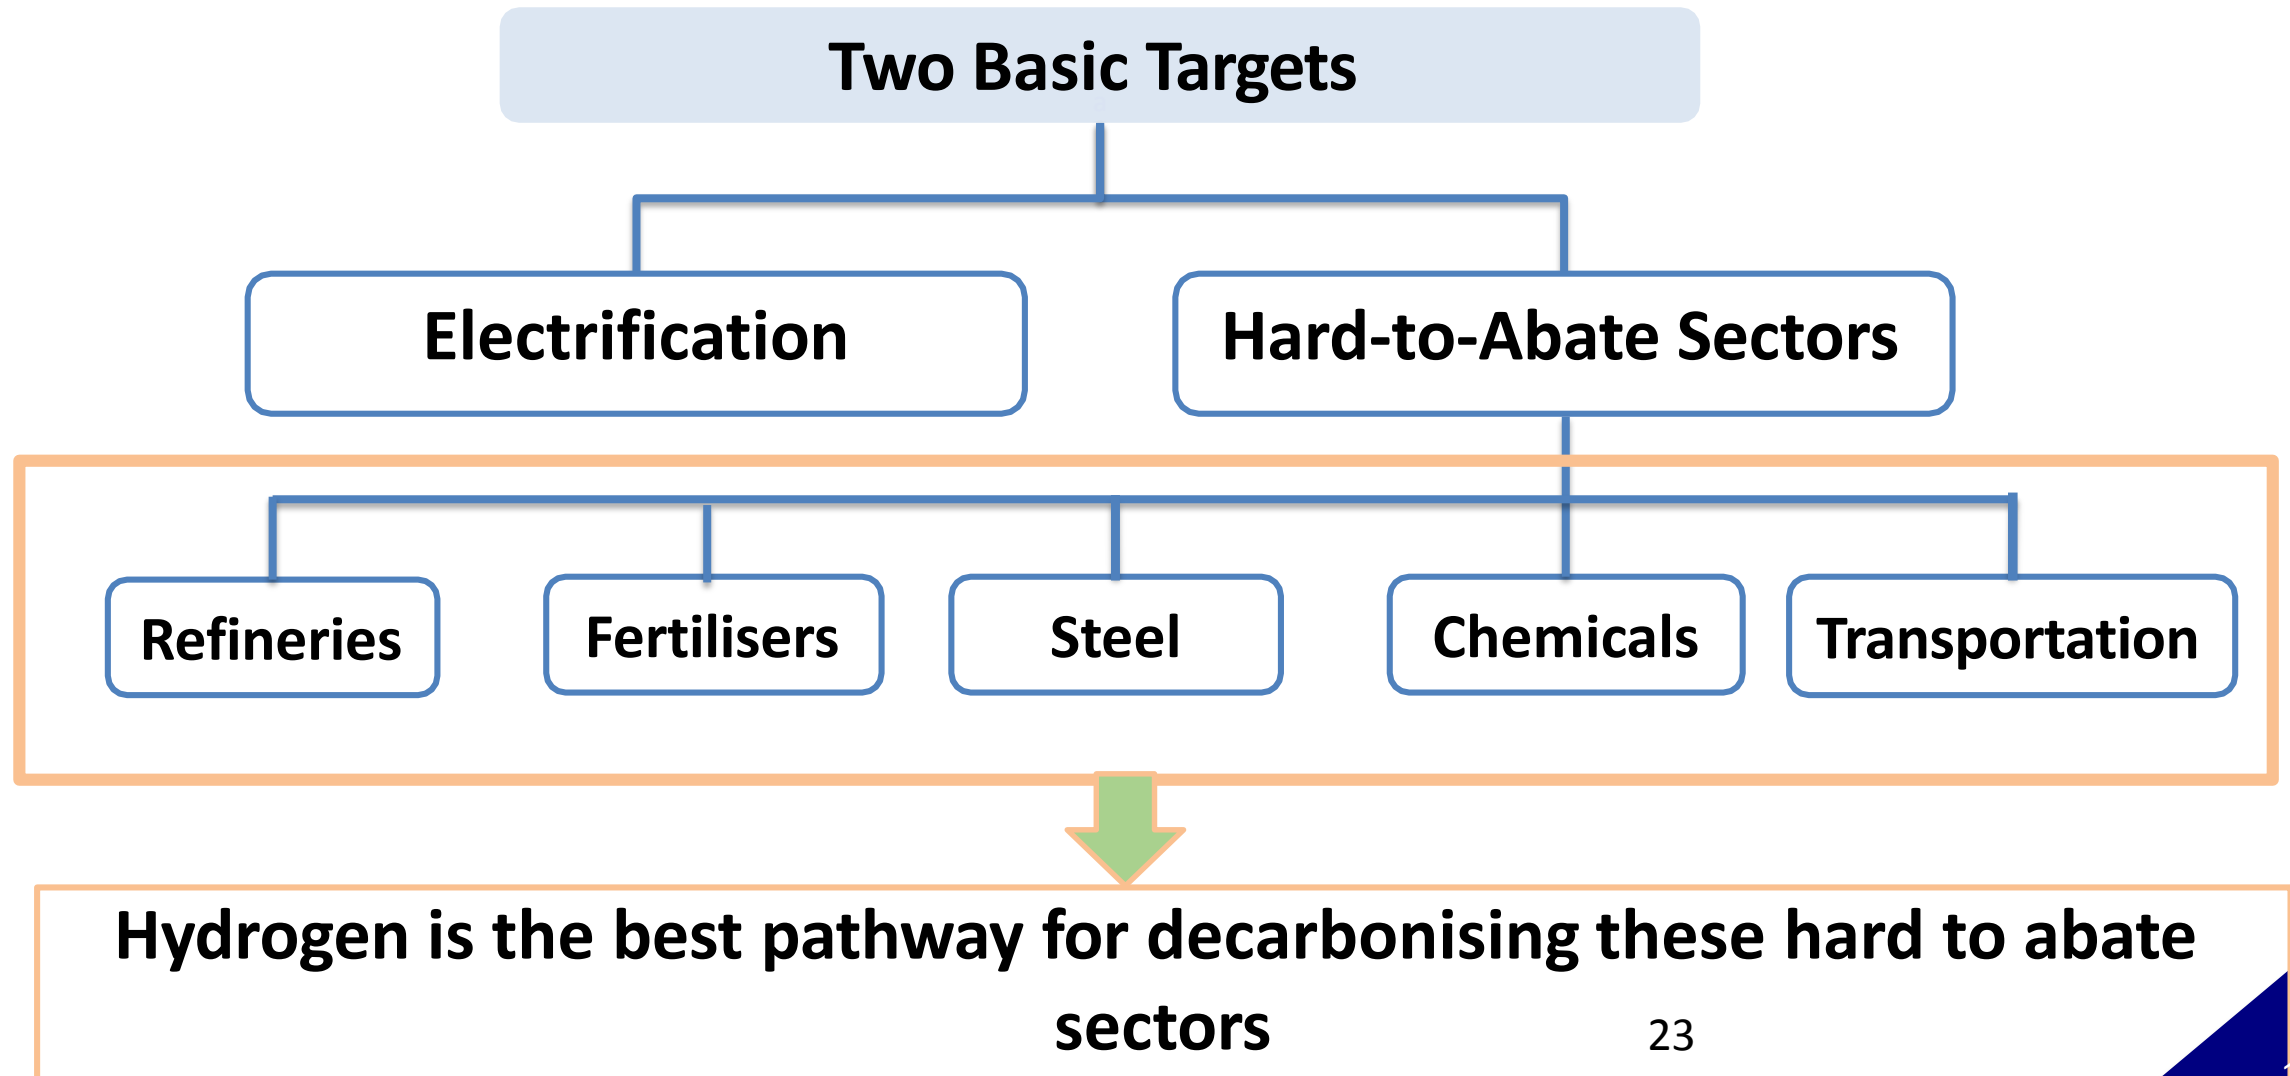 Two Basic Targets
Electrification
Hard-to-Abate Sectors
Refineries
Fertilisers
Steel
Chemicals
Transportation
Hydrogen is the best pathway for decarbonising these hard to abate
sectors
23